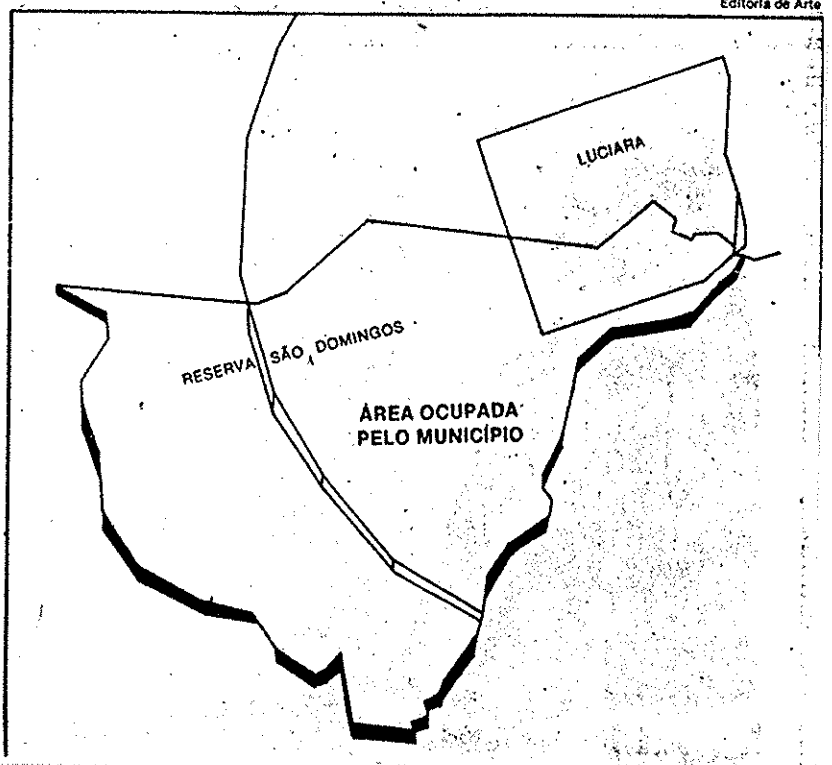 Editoria de Arte
LUCIARA
RESERVA SÃO DOMINGOS
ÁREA OCUPADA
PELO MUNICÍPIO